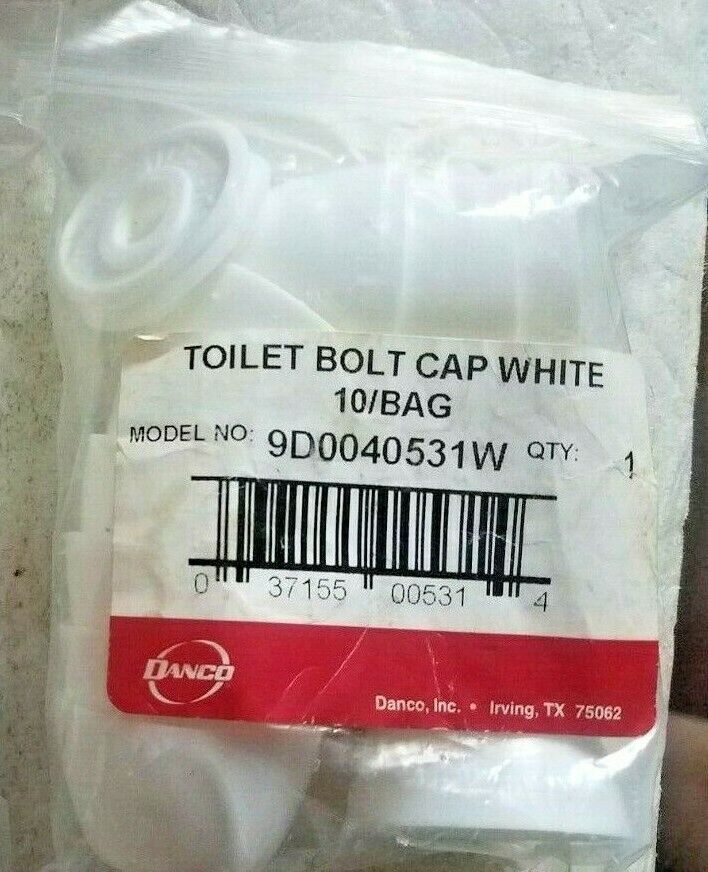 TOILET BOLT CAP WHITE
10/BAG
MODEL NO: 9D0040531W QTY: 1
0 37155 00531 4
DANCO
Danco, Inc. • Irving, TX 75062